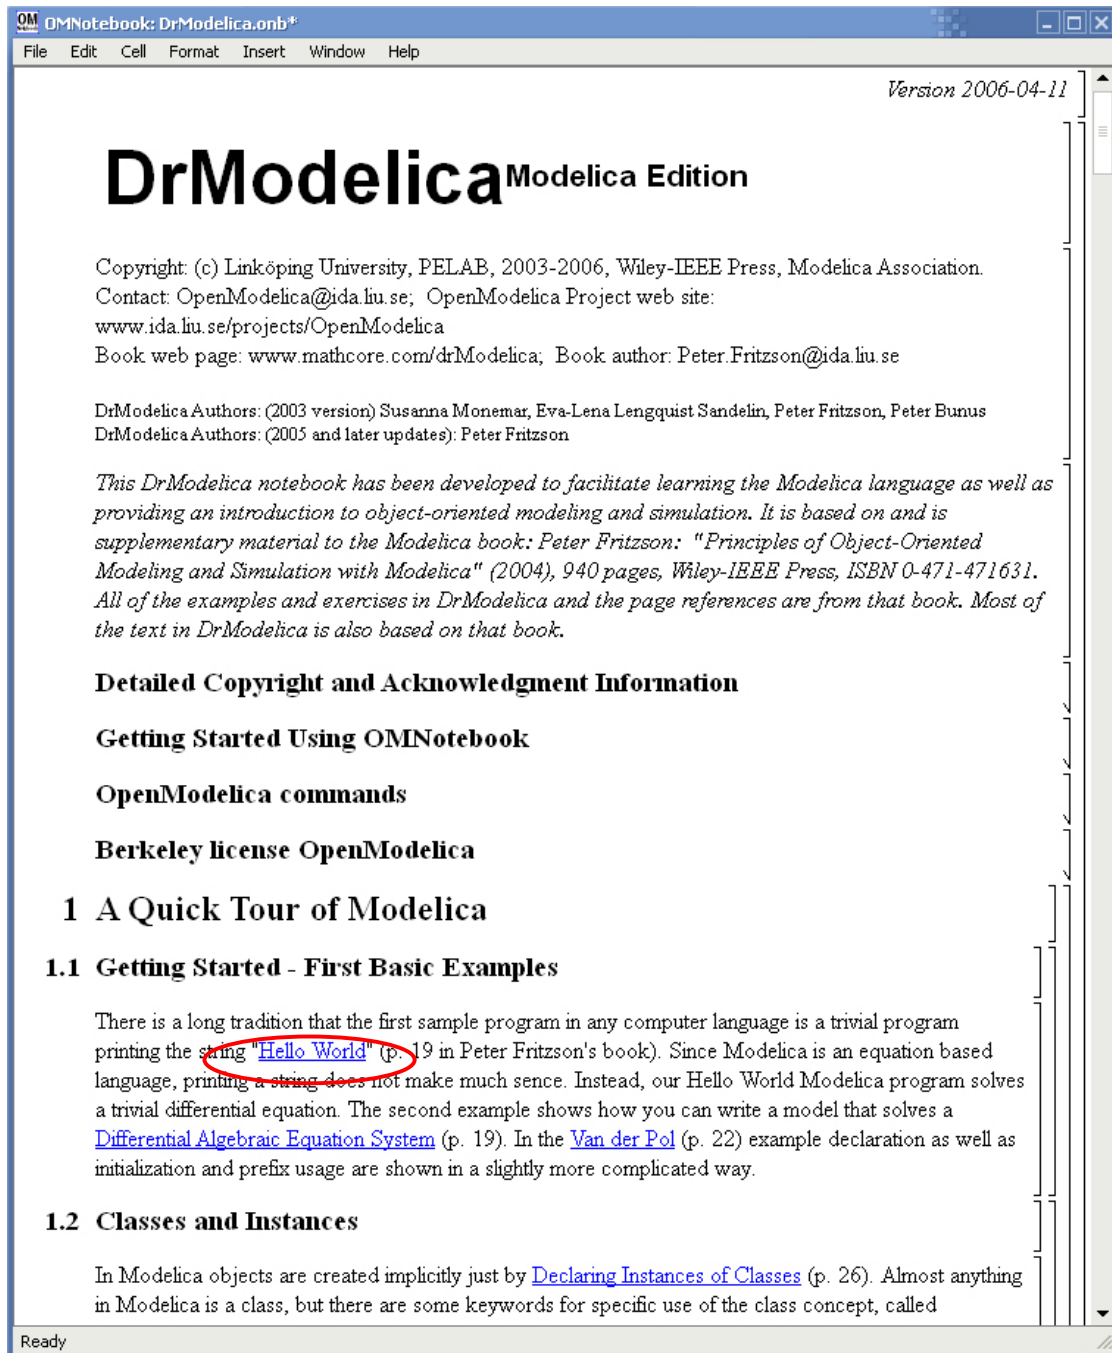 OMNotebook: DrModelica.onb*
File Edit Cell Format Insert Window Help
Version 2006-04-11
DrModelica Modelica Edition
Copyright: (c) Linköping University, PELAB, 2003-2006, Wiley-IEEE Press, Modelica Association.
Contact: OpenModelica@ida.liu.se; OpenModelica Project web site:
www.ida.liu.se/projects/OpenModelica
Book web page: www.mathcore.com/drModelica; Book author: Peter.Fritzson@ida.liu.se
DrModelica Authors: (2003 version) Susanna Monemar, Eva-Lena Lengquist Sandelin, Peter Fritzson, Peter Bunus
DrModelica Authors: (2005 and later updates): Peter Fritzson
This DrModelica notebook has been developed to facilitate learning the Modelica language as well as
providing an introduction to object-oriented modeling and simulation. It is based on and is
supplementary material to the Modelica book: Peter Fritzson: "Principles of Object-Oriented
Modeling and Simulation with Modelica" (2004), 940 pages, Wiley-IEEE Press, ISBN 0-471-471631.
All of the examples and exercises in DrModelica and the page references are from that book. Most of
the text in DrModelica is also based on that book.
Detailed Copyright and Acknowledgment Information
Getting Started Using OMNotebook
OpenModelica commands
Berkeley license OpenModelica
1 A Quick Tour of Modelica
1.1 Getting Started - First Basic Examples
There is a long tradition that the first sample program in any computer language is a trivial program
printing the string "Hello World" (p. 19 in Peter Fritzson's book). Since Modelica is an equation based
language, printing a string does not make much sence. Instead, our Hello World Modelica program solves
a trivial differential equation. The second example shows how you can write a model that solves a
Differential Algebraic Equation System (p. 19). In the Van der Pol (p. 22) example declaration as well as
initialization and prefix usage are shown in a slightly more complicated way.
1.2 Classes and Instances
In Modelica objects are created implicitly just by Declaring Instances of Classes (p. 26). Almost anything
in Modelica is a class, but there are some keywords for specific use of the class concept, called
Ready